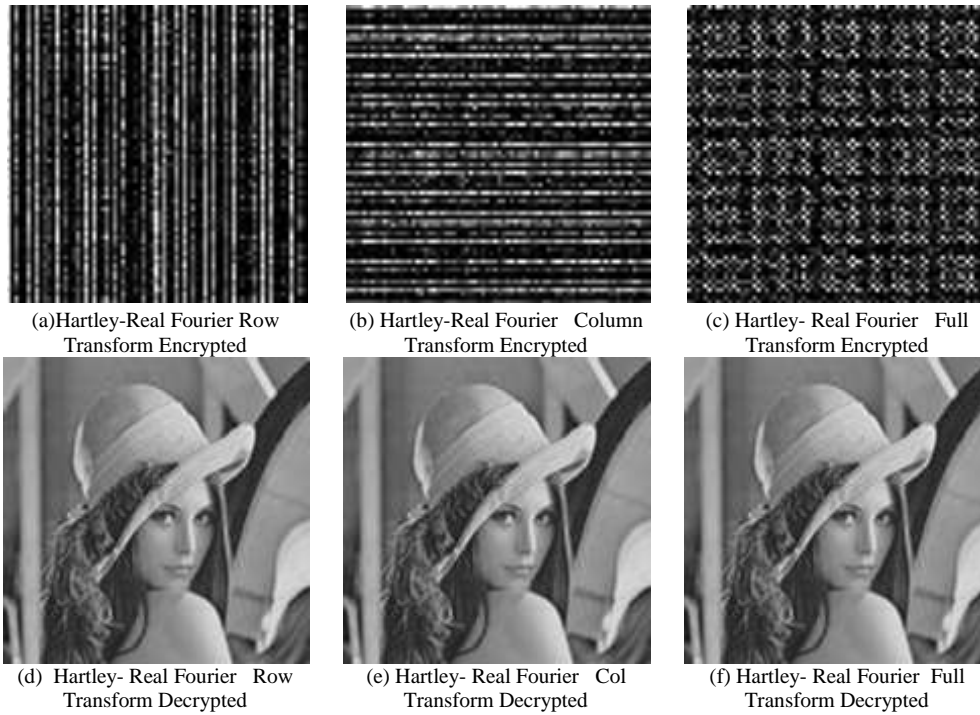 (a)Hartley-Real Fourier Row
Transform Encrypted
(b) Hartley-Real Fourier Column
Transform Encrypted
(c) Hartley- Real Fourier Full
Transform Encrypted
(d) Hartley- Real Fourier Row
Transform Decrypted
(e) Hartley- Real Fourier Col
Transform Decrypted
(f) Hartley- Real Fourier Full
Transform Decrypted